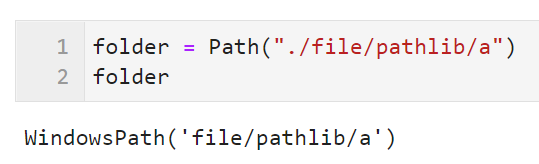 1 folder = Path("./file/pathlib/a")
2 folder
WindowsPath('file/pathlib/a')